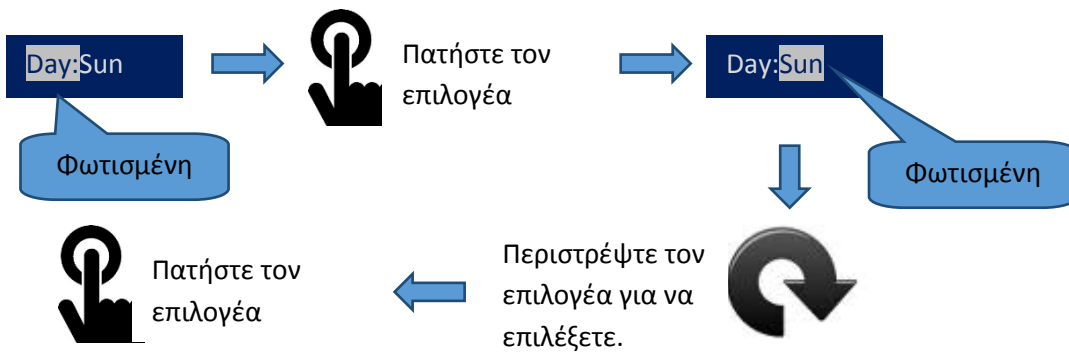 Day:Sun
Πατήστε τον
επιλογέα
Day:Sun
Φωτισμένη
Φωτισμένη
Περιστρέψτε τον
επιλογέα για να
επιλέξετε.
Πατήστε τον
επιλογέα